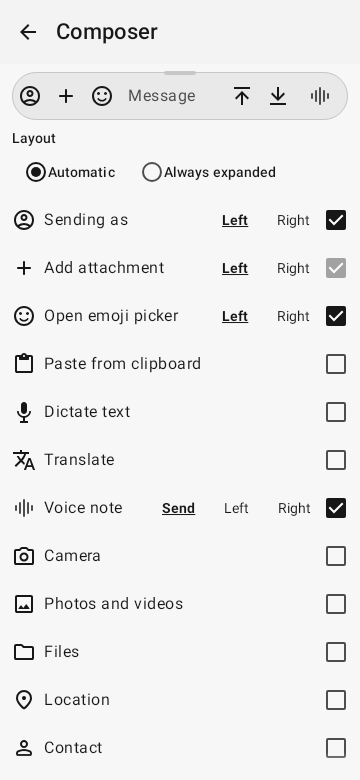 Composer
Message
Layout
Automatic Always expanded
Sending as Left Right
Add attachment Left Right
Open emoji picker Left Right
Paste from clipboard
Dictate text
Translate
Voice note Send Left Right
Camera
Photos and videos
Files
Location
Contact